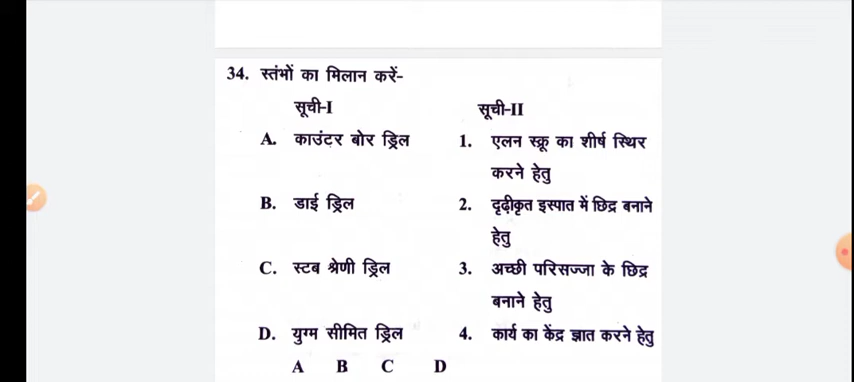 34. स्तंभों का मिलान करें-
सूची-I सूची-II
A. काउंटर बोर ड्रिल 1. एलन स्क्रू का शीर्ष स्थिर
करने हेतु
B. डाई ड्रिल 2. दृढ़ीकृत इस्पात में छिद्र बनाने
हेतु
C. स्टब श्रेणी ड्रिल 3. अच्छी परिसज्जा के छिद्र
बनाने हेतु
D. युग्म सीमित ड्रिल 4. कार्य का केंद्र ज्ञात करने हेतु
A B C D